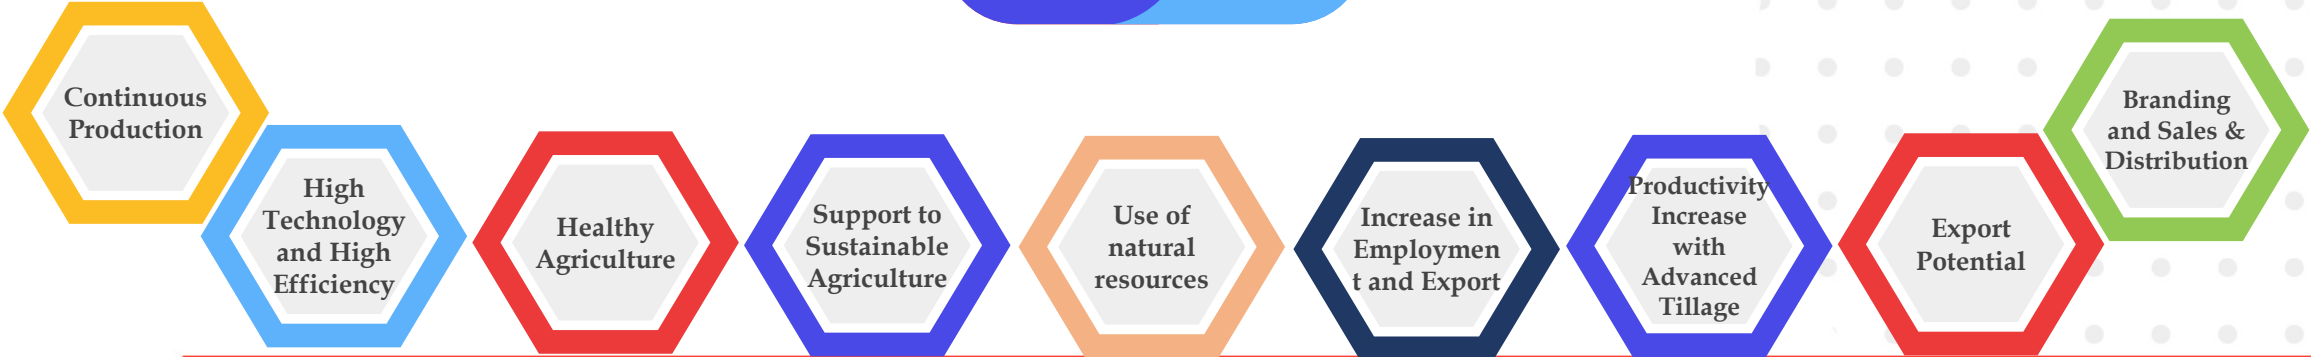 Continuous
Production
High
Technology
and High
Efficiency
Healthy
Agriculture
Support to
Sustainable
Agriculture
Use of
natural
resources
Increase in
Employmen
t and Export
Productivity
Increase
with
Advanced
Tillage
Export
Potential
Branding
and Sales &
Distribution